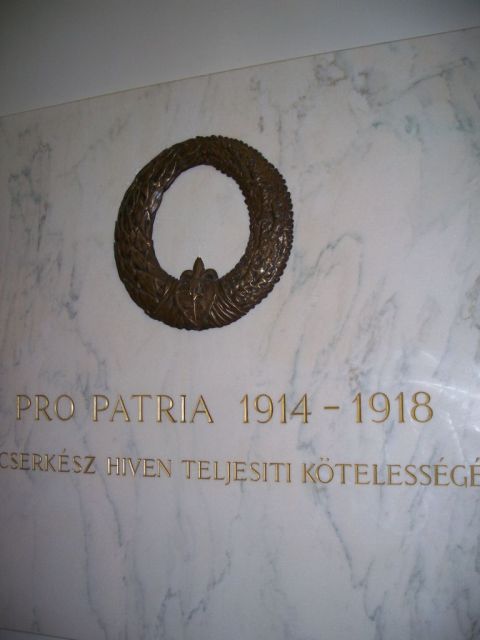 PRO PATRIA 1914 - 1918
CSERKÉSZ HIVEN TELJESITI KÖTELESSÉGÉ